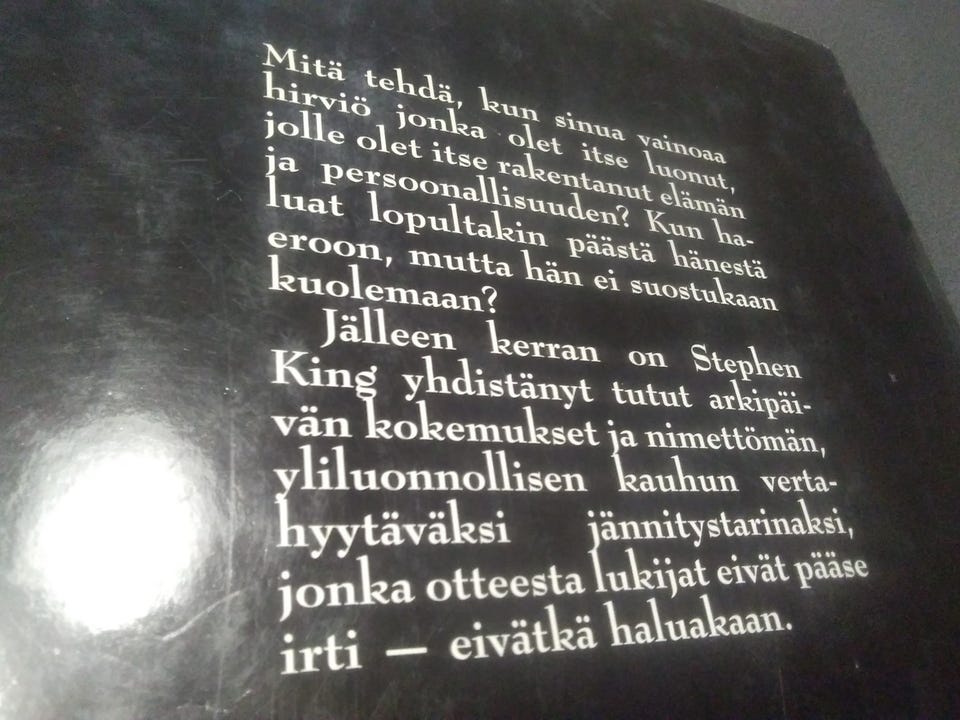 Mitä tehdä, kun sinua vainoaa
hirviö jonka olet itse luonut,
jolle olet itse rakentanut elämän
ja persoonallisuuden? Kun ha-
luat lopultakin päästä hänestä
eroon, mutta hän ei suostukaan
kuolemaan?
Jälleen kerran on Stephen
King yhdistänyt tutut arkipäi-
vän kokemukset ja nimettömän,
yliluonnollisen kauhun verta-
hyytäväksi jännitystarinaksi,
jonka otteesta lukijat eivät pääse
irti — eivätkä haluakaan.